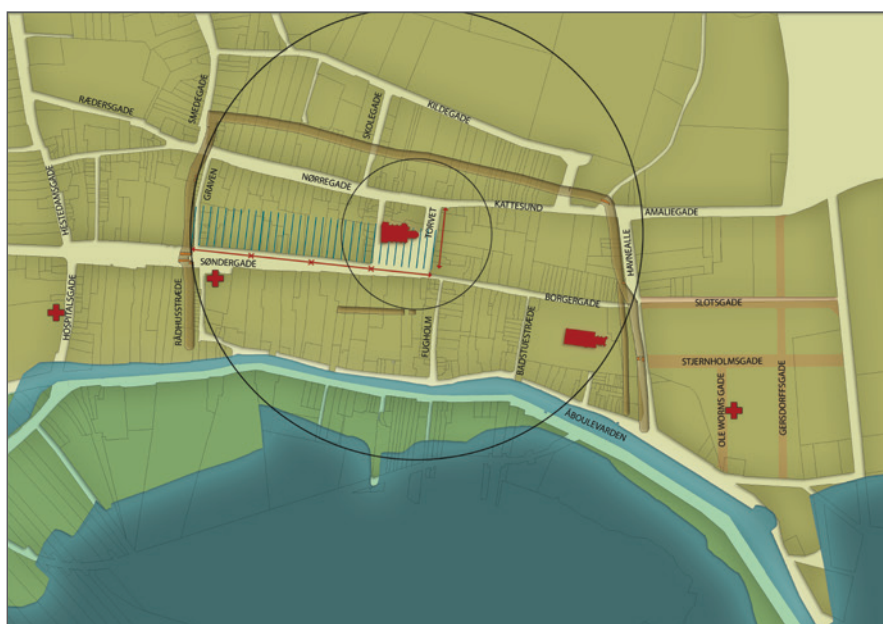 RÆDERSGADE
SMEDEGADE
SKOLEGADE
KILDEGADE
HESTEDAMSGADE
GRAVEN
NØRREGADE
KATTESUND
TORVET
AMALIEGADE
SØNDERGADE
HAVNEALLE
HOSPITALSGADE
RÅDHUSSTRÆDE
FUGHOLM
BORGERGADE
BADSTUESTRÆDE
SLOTSGADE
STJERNHOLMSGADE
OLE WORMS GADE
GERSDORFFSGADE
ÅBOULEVARDEN